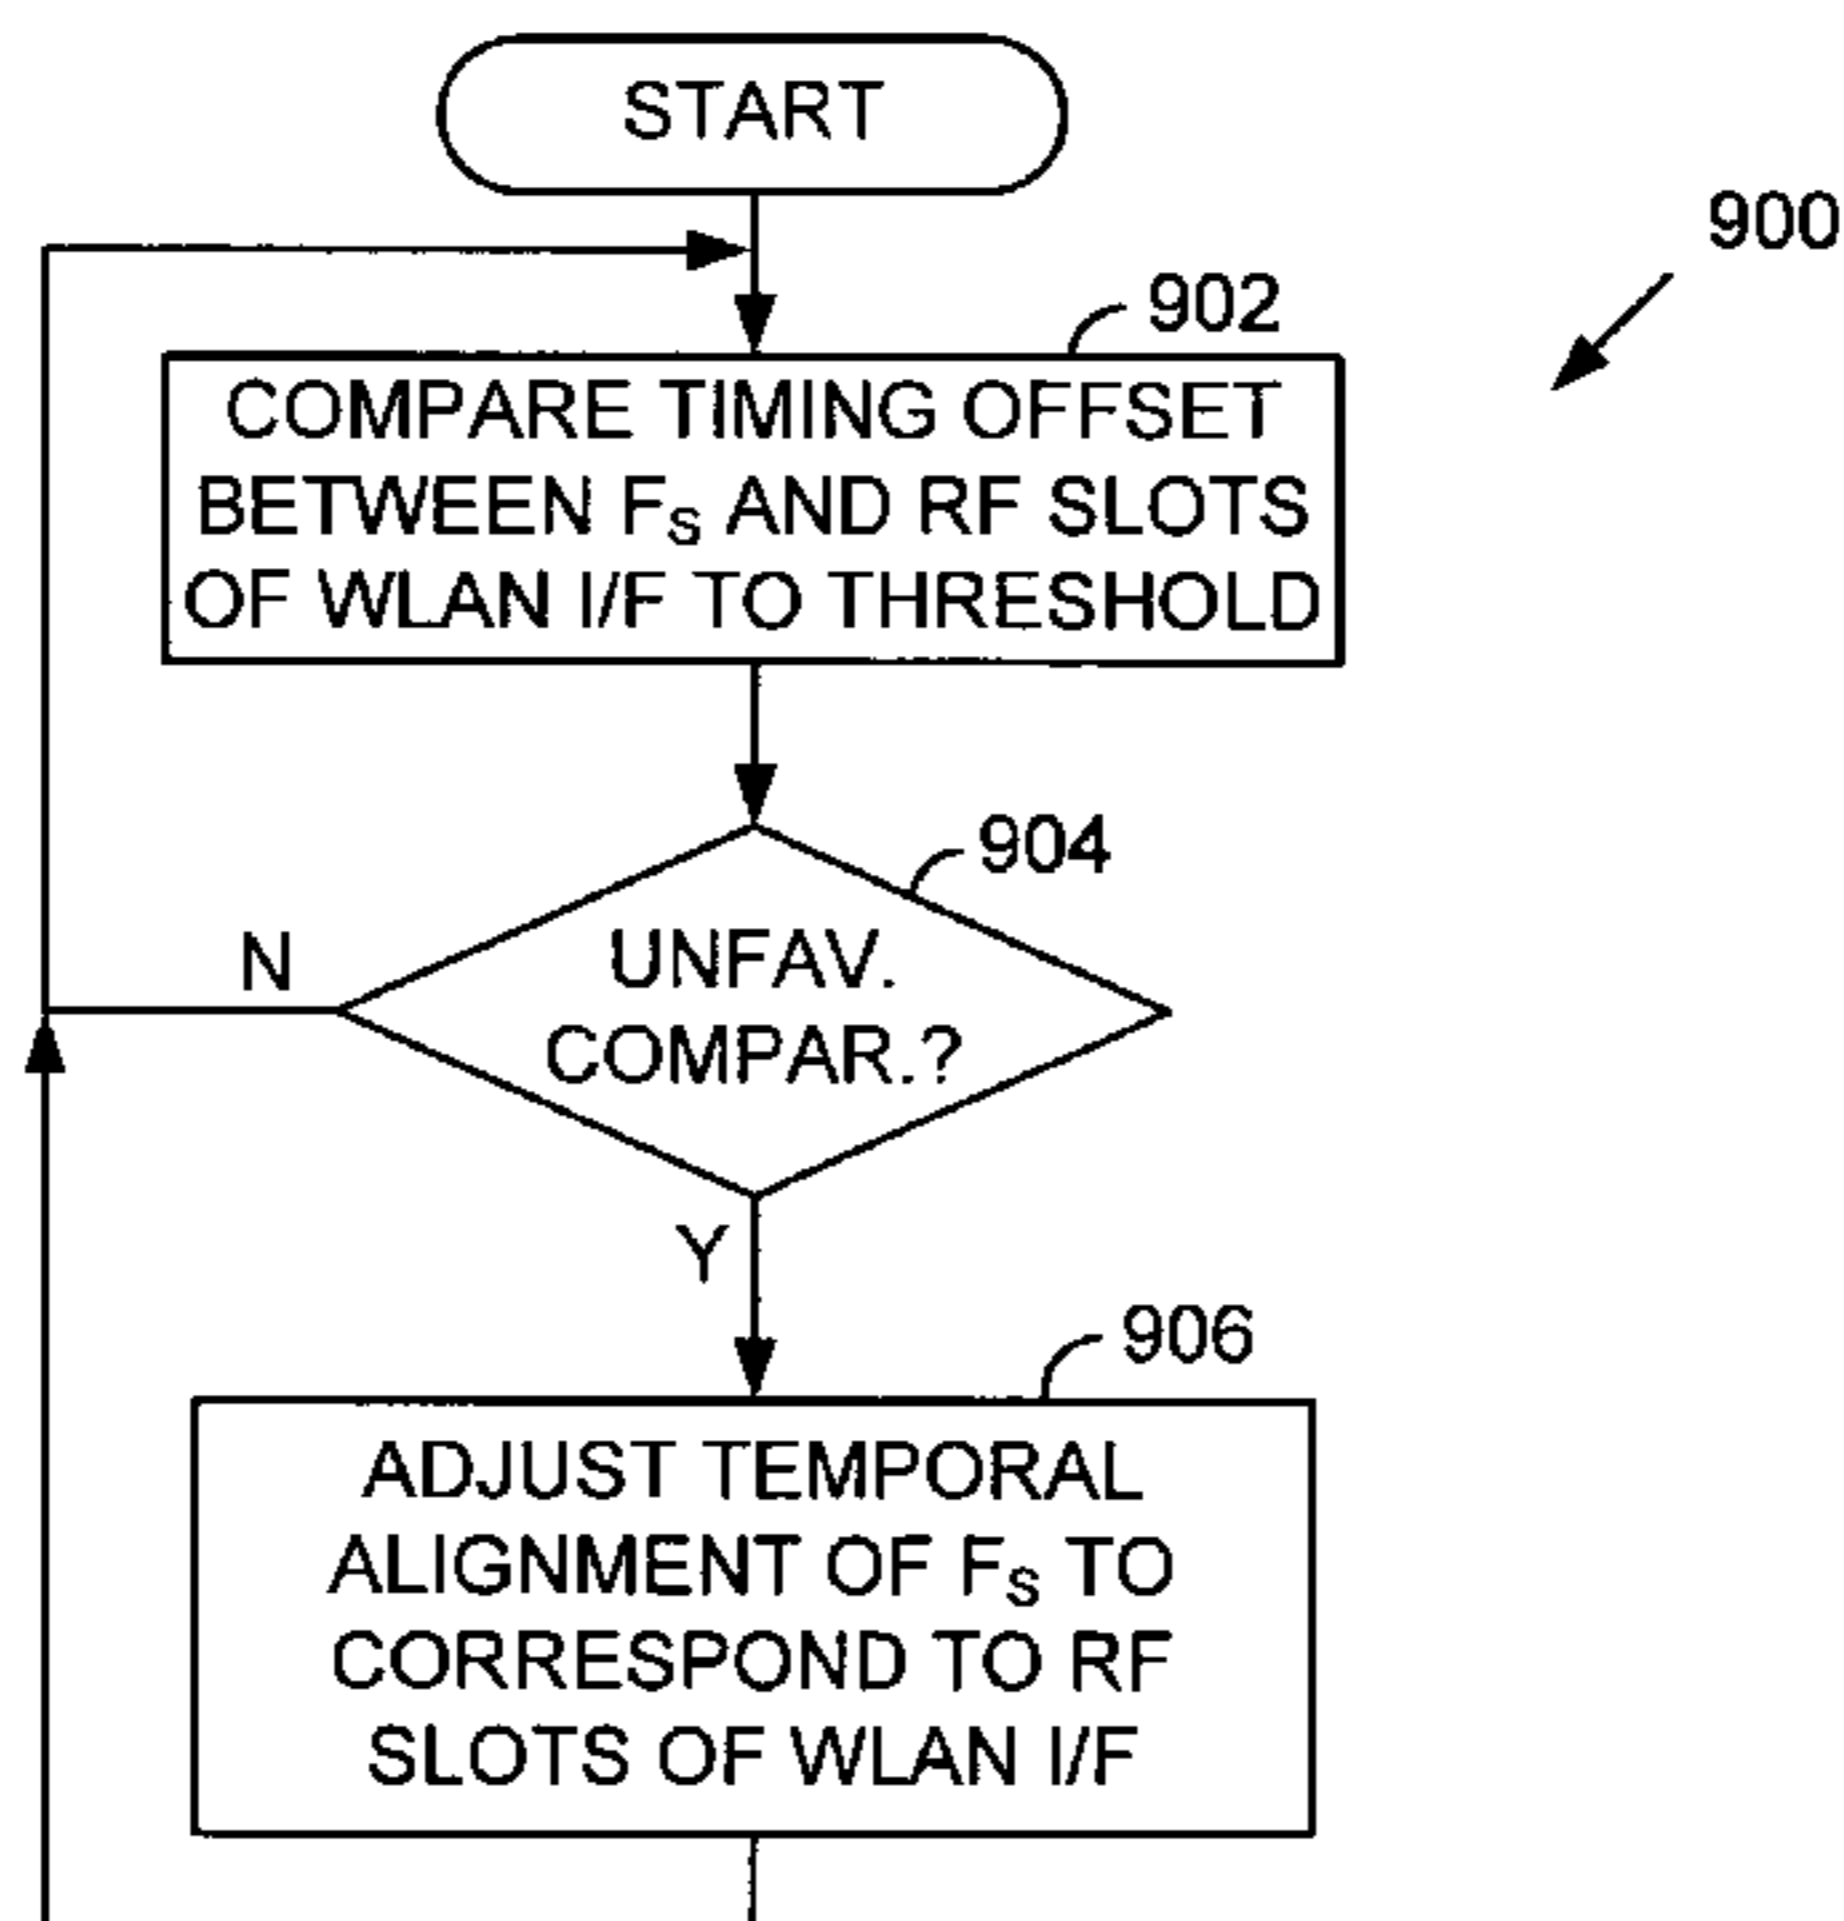 START
900
902
COMPARE TIMING OFFSET
BETWEEN FS AND RF SLOTS
OF WLAN I/F TO THRESHOLD
904
UNFAV.
COMPAR.?
N
Y
906
ADJUST TEMPORAL
ALIGNMENT OF FS TO
CORRESPOND TO RF
SLOTS OF WLAN I/F